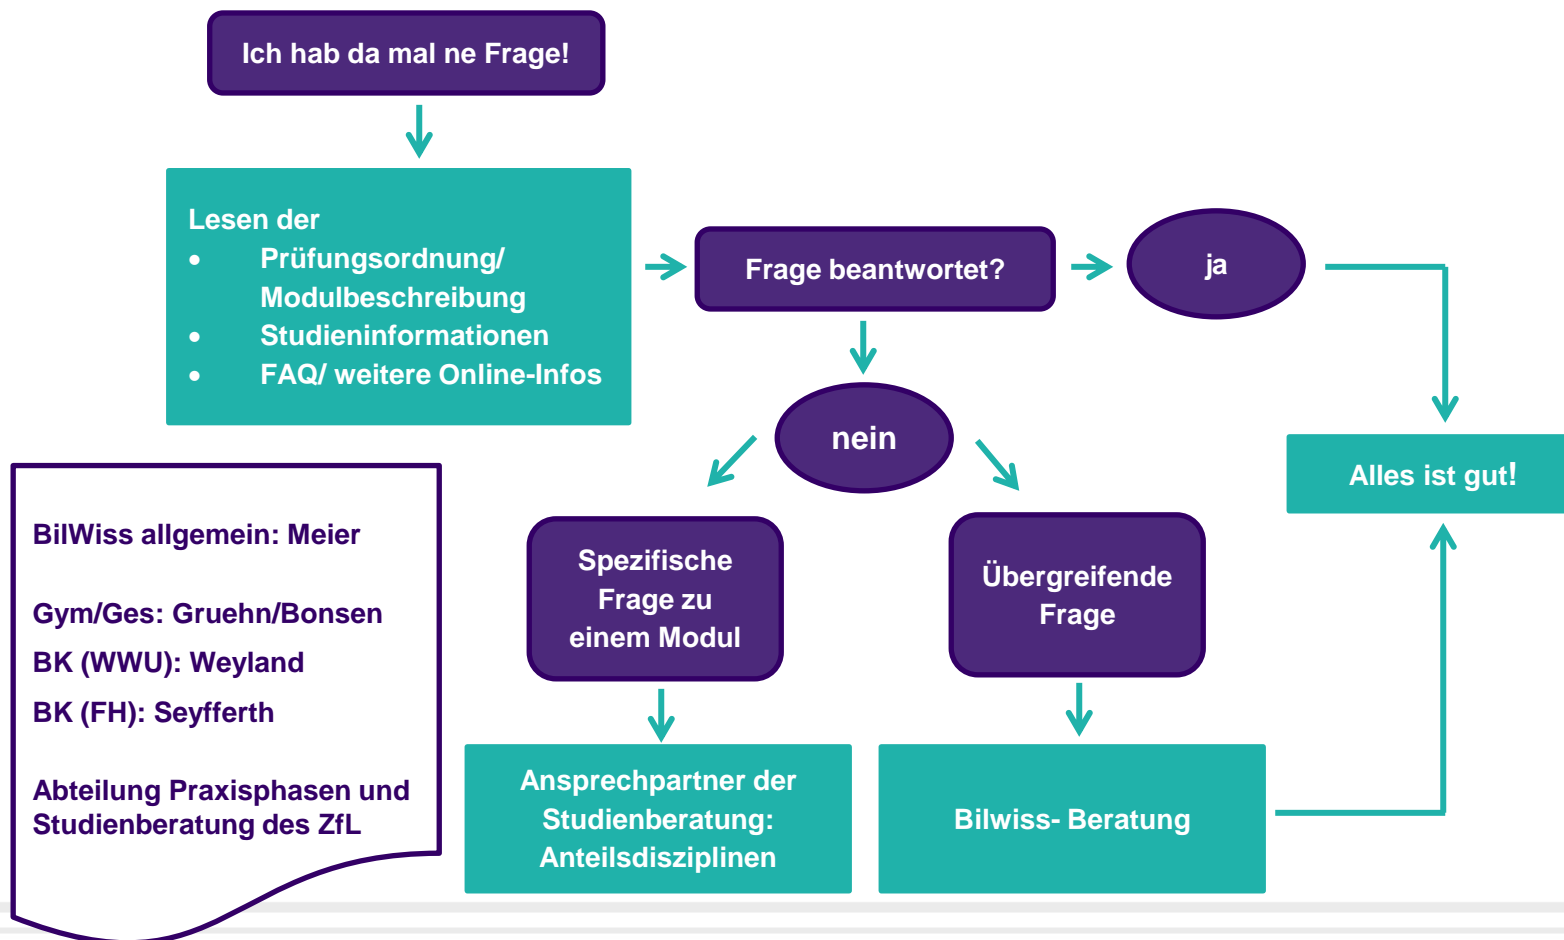 Ich hab da mal ne Frage!
Lesen der
• Prüfungsordnung/
Modulbeschreibung
• Studieninformationen
• FAQ/ weitere Online-Infos
Frage beantwortet?
ja
nein
Alles ist gut!
Spezifische
Frage zu
einem Modul
Übergreifende
Frage
Ansprechpartner der
Studienberatung:
Anteilsdisziplinen
Bilwiss- Beratung
BilWiss allgemein: Meier
Gym/Ges: Gruehn/Bonsen
BK (WWU): Weyland
BK (FH): Seyfferth
Abteilung Praxisphasen und
Studienberatung des ZfL